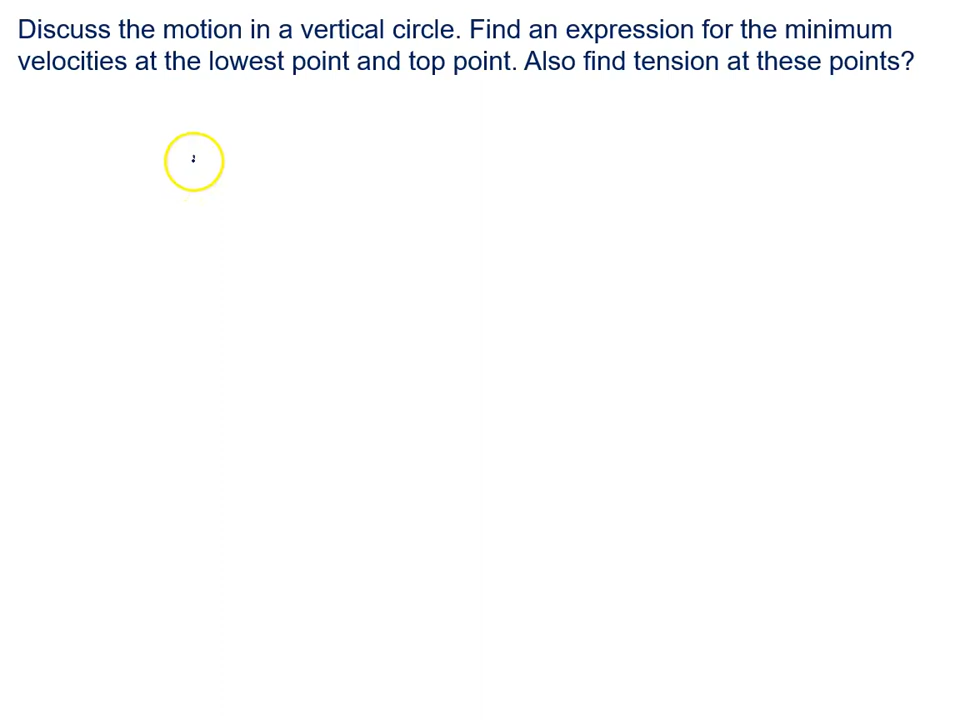 Discuss the motion in a vertical circle. Find an expression for the minimum
velocities at the lowest point and top point. Also find tension at these points?